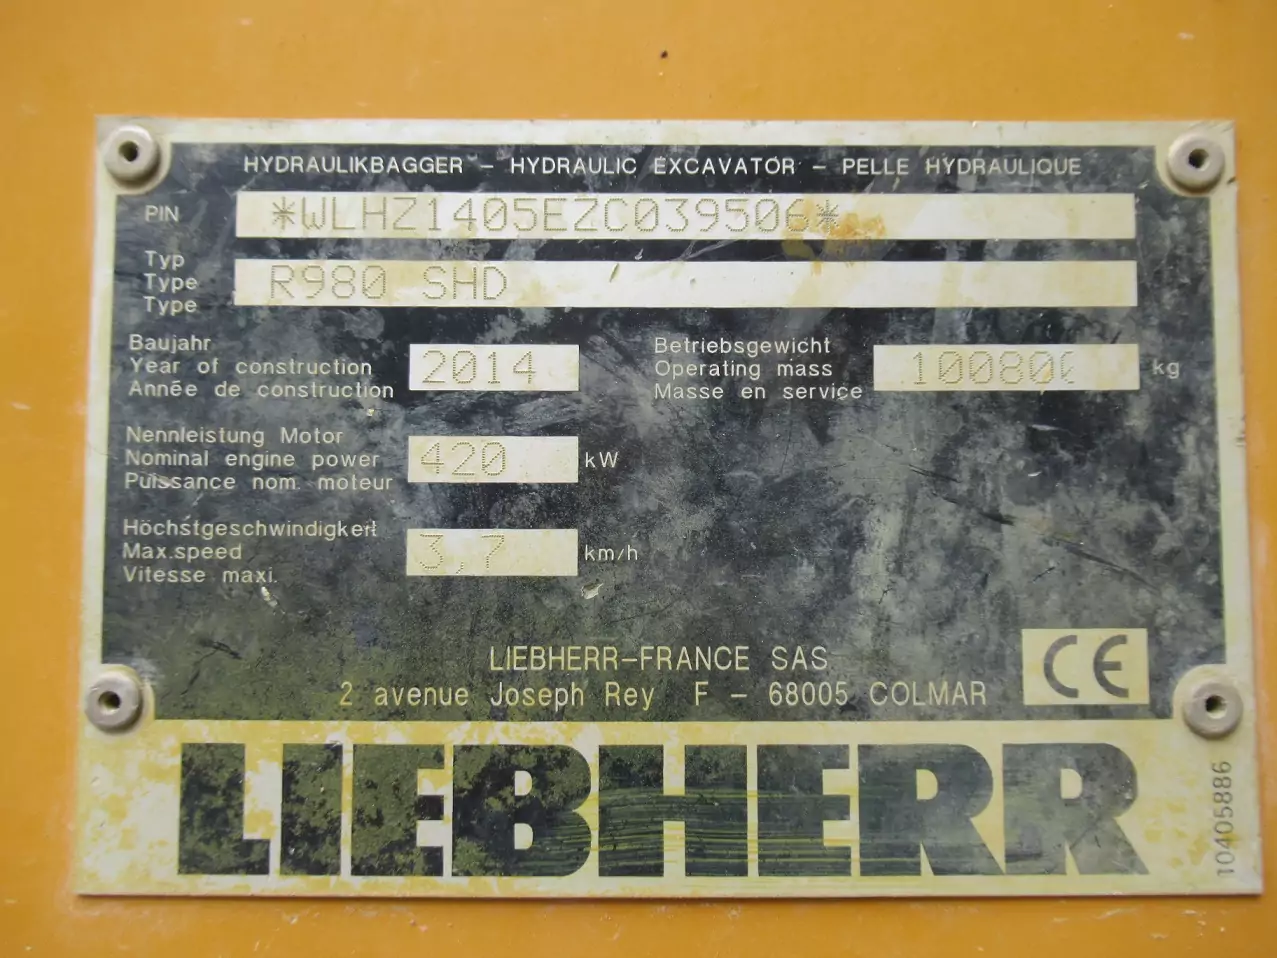 HYDRAULIKBAGGER – HYDRAULIC EXCAVATOR – PELLE HYDRAULIQUE
PIN *WLHZ1405EZC039506*
Typ
Type R980 SHD
Type
Baujahr
Year of construction 2014
Année de construction
Betriebsgewicht
Operating mass 100800 kg
Masse en service
Nennleistung Motor
Nominal engine power 420 kW
Puissance nom. moteur
Höchstgeschwindigkeit
Max.speed 3,7 km/h
Vitesse maxi.
LIEBHERR–FRANCE SAS
2 avenue Joseph Rey F – 68005 COLMAR
CE
LIEBHERR
10405886